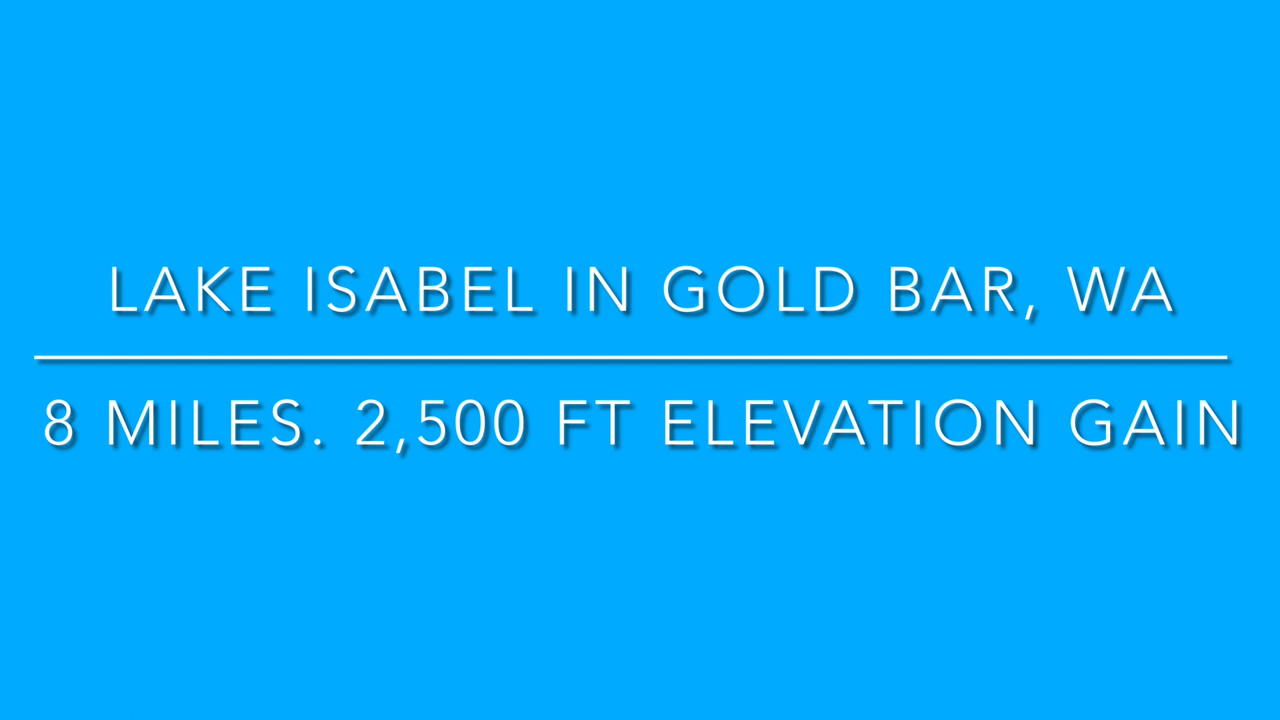 LAKE ISABEL IN GOLD BAR, WA
8 MILES. 2,500 FT ELEVATION GAIN